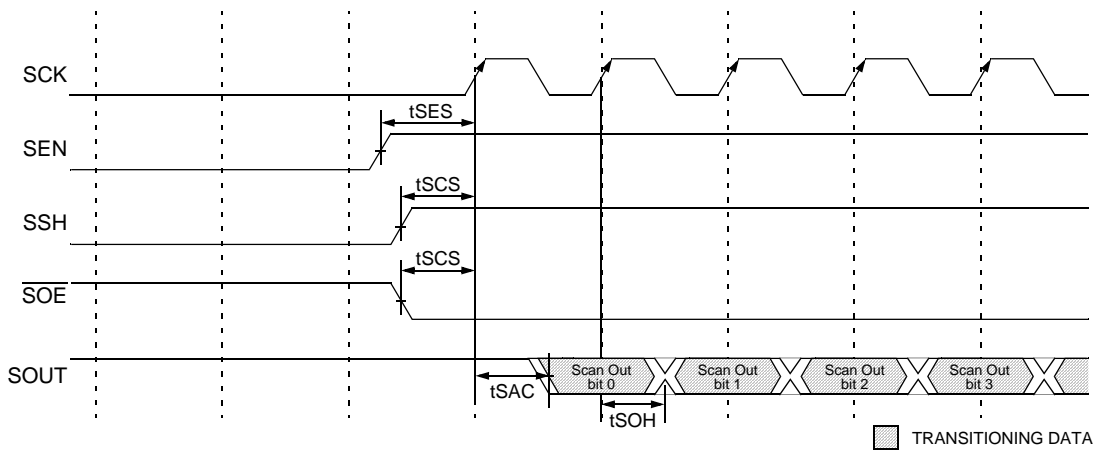 SCK
tSES
SEN
tSCS
SSH
tSCS
SOE
SOUT
Scan Out
bit 0
Scan Out
bit 1
Scan Out
bit 2
Scan Out
bit 3
tSAC
tSOH
TRANSITIONING DATA